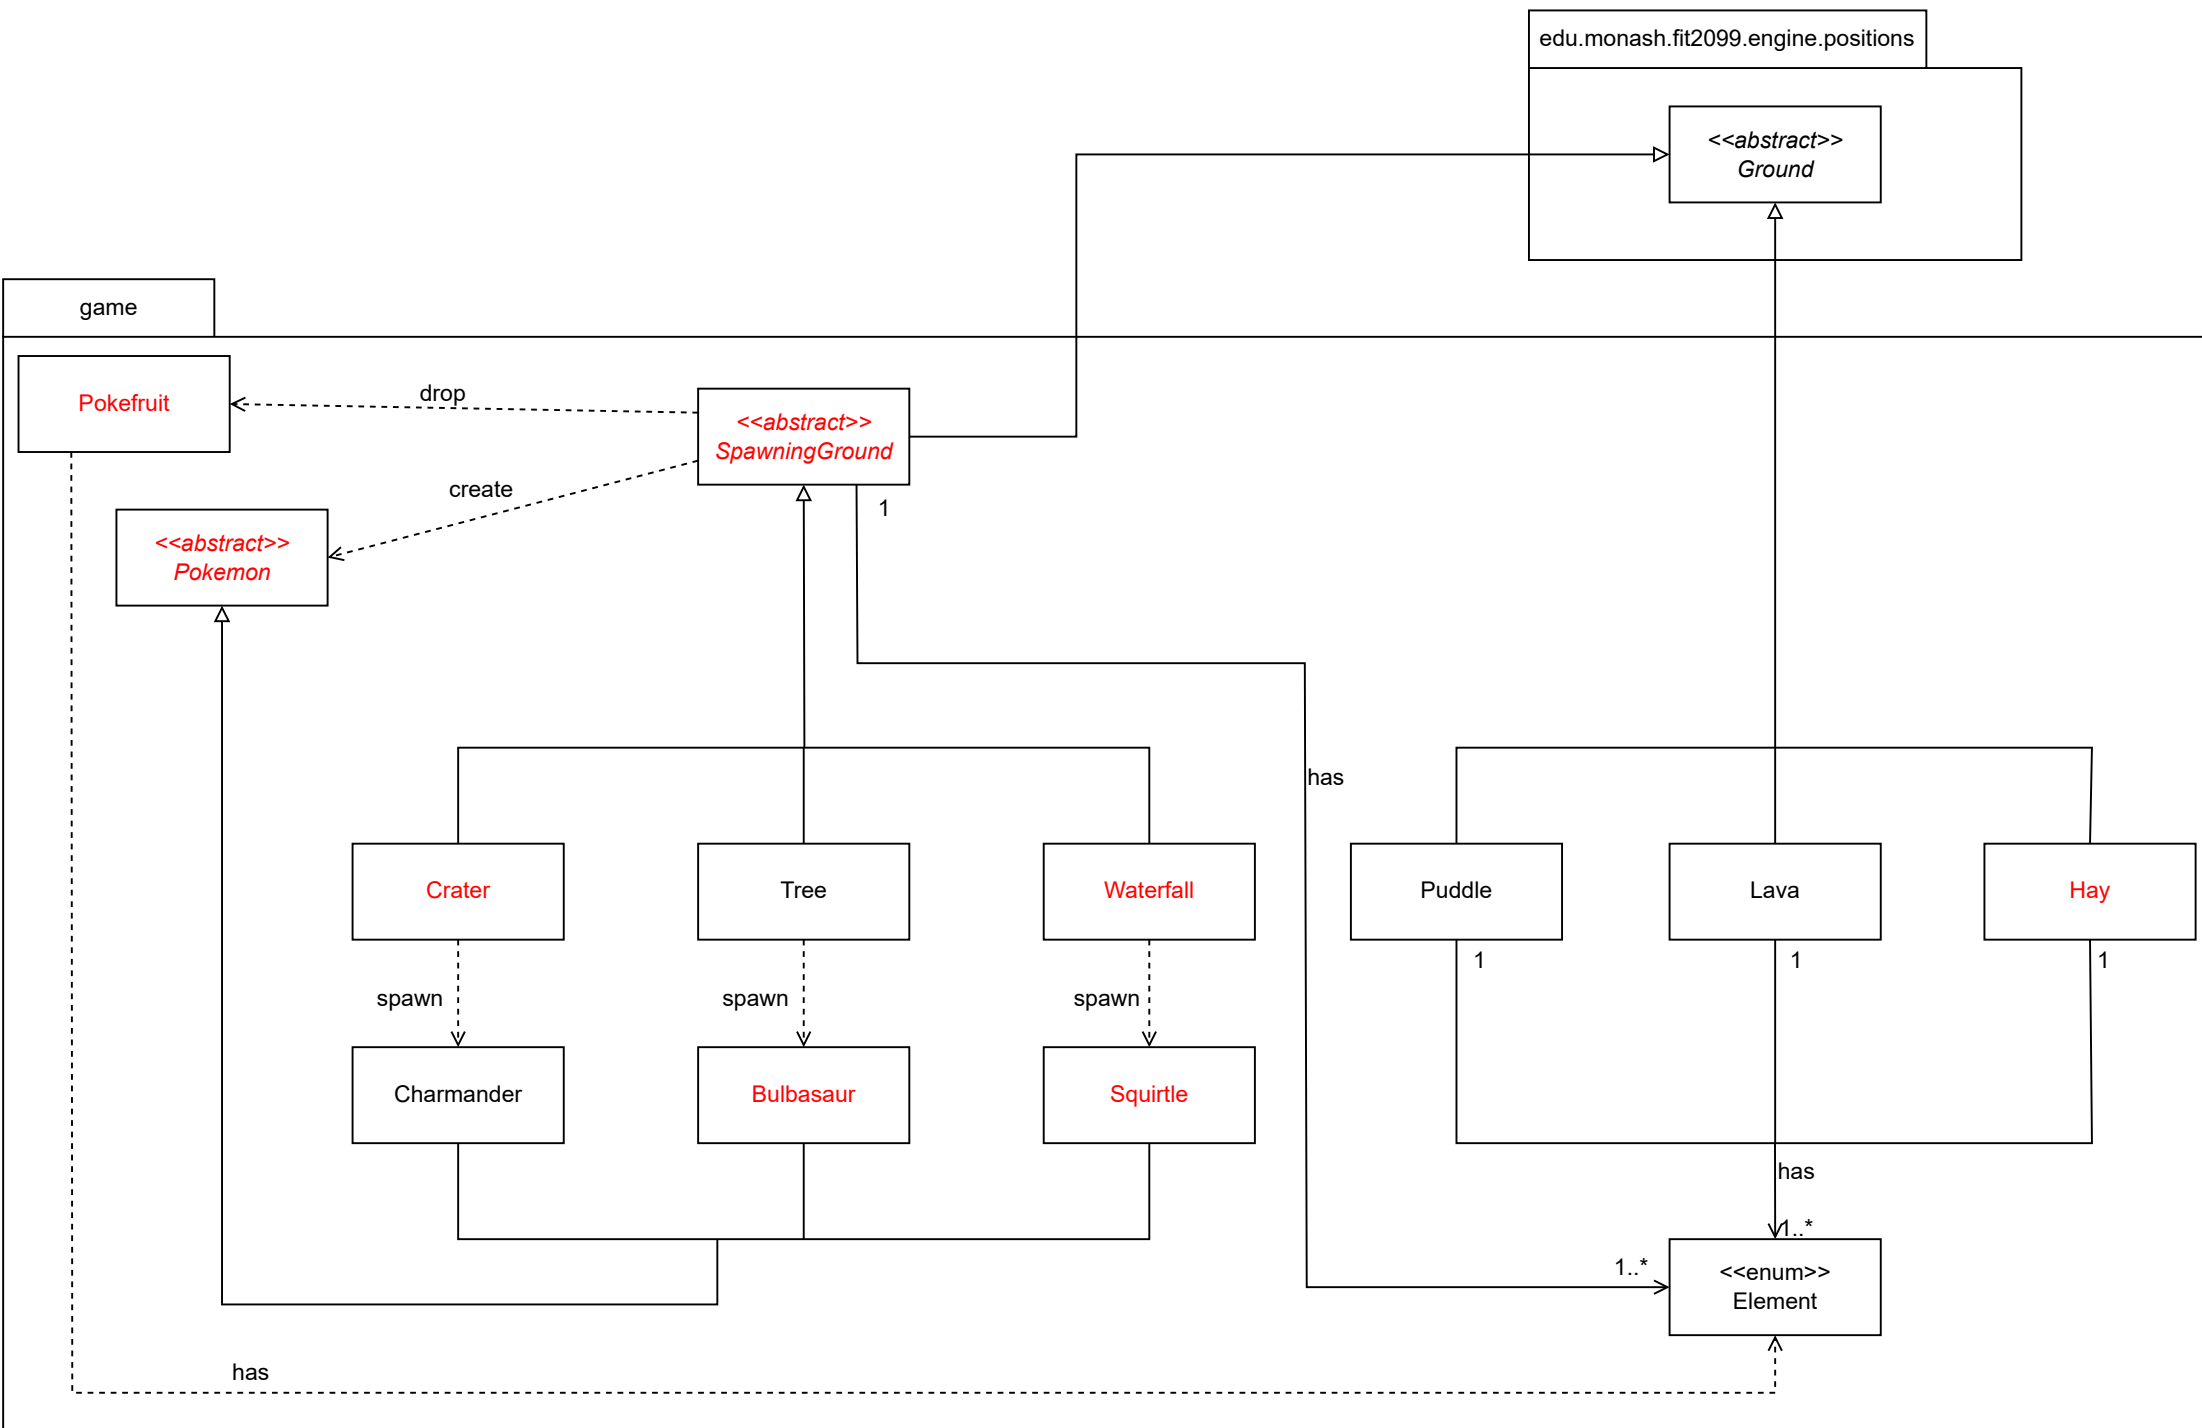 edu.monash.fit2099.engine.positions
<<abstract>>
Ground
game
Pokefruit
drop
<<abstract>>
SpawningGround
create
1
<<abstract>>
Pokemon
has
Crater
Tree
Waterfall
Puddle
Lava
Hay
1
1
1
spawn
spawn
spawn
Charmander
Bulbasaur
Squirtle
has
1..*
1..*
<<enum>>
Element
has